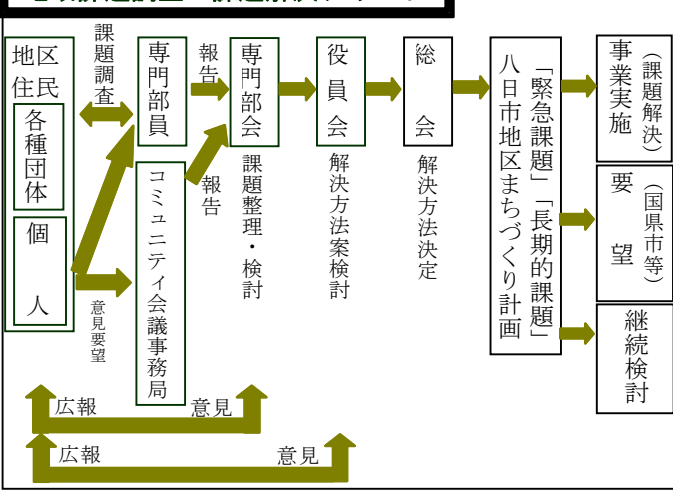 地区
住民
各種団体
個人
課題調査
意見要望
専門部員
コミュニティ会議事務局
報告
報告
専門部会
課題整理・検討
役員会
解決方法案検討
総会
解決方法決定
「緊急課題」「長期的課題」
八日市地区まちづくり計画
（課題解決）
事業実施
（国県市等）
要望
継続検討
広報
意見
広報
意見